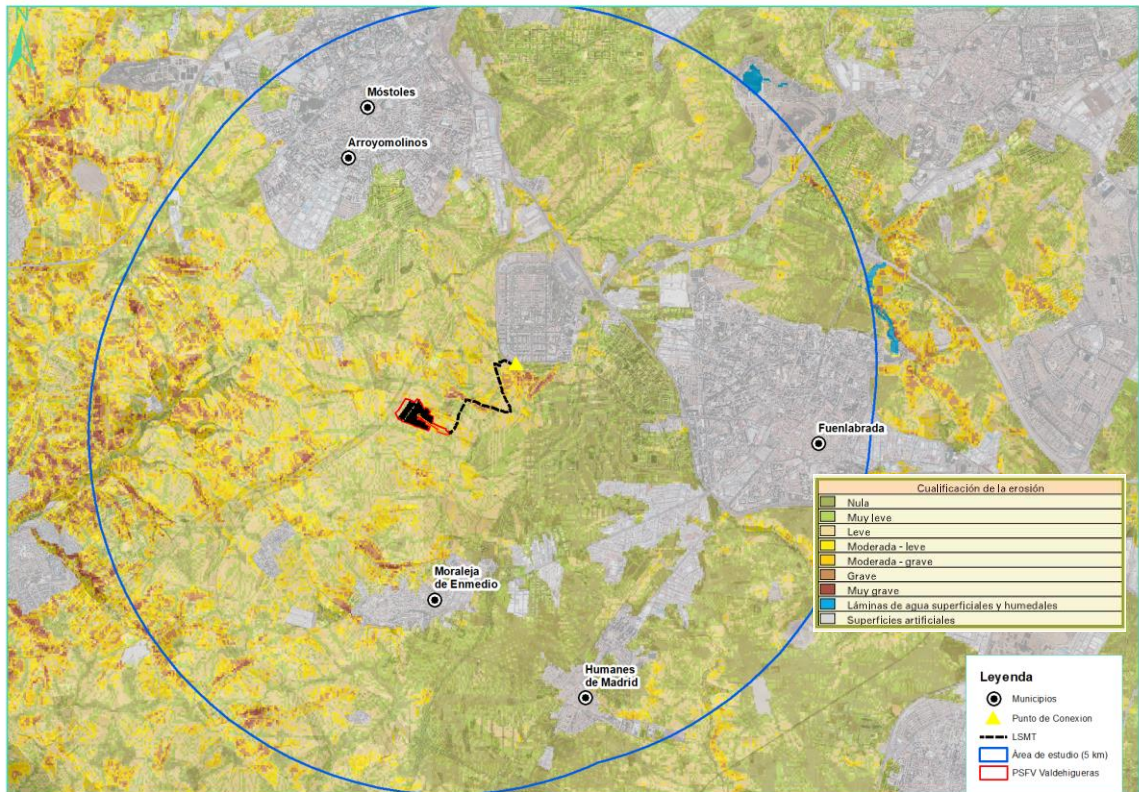 N
Móstoles
Arroyomolinos
Fuenlabrada
Cualificación de la erosión
Nula
Muy leve
Leve
Moderada - leve
Moderada - grave
Grave
Muy grave
Láminas de agua superficiales y humedales
Superficies artificiales
Moraleja
de Enmedio
Humanes
de Madrid
Leyenda
Municipios
Punto de Conexion
LSMT
Área de estudio (5 km)
PSFV Valdehigueras